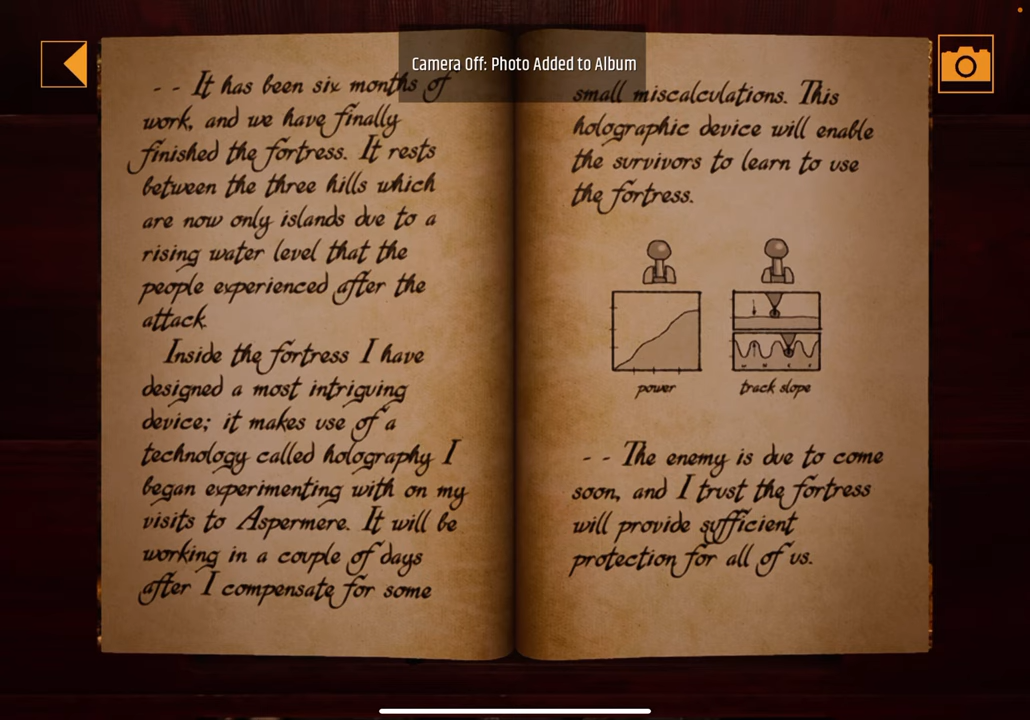 Camera Off: Photo Added to Album
-- It has been six months of
work, and we have finally
finished the fortress. It rests
between the three hills which
are now only islands due to a
rising water level that the
people experienced after the
attack.
Inside the fortress I have
designed a most intriguing
device; it makes use of a
technology called holography I
began experimenting with on my
visits to Aspermere. It will be
working in a couple of days
after I compensate for some
small miscalculations. This
holographic device will enable
the survivors to learn to use
the fortress.
power
track slope
-- The enemy is due to come
soon, and I trust the fortress
will provide sufficient
protection for all of us.